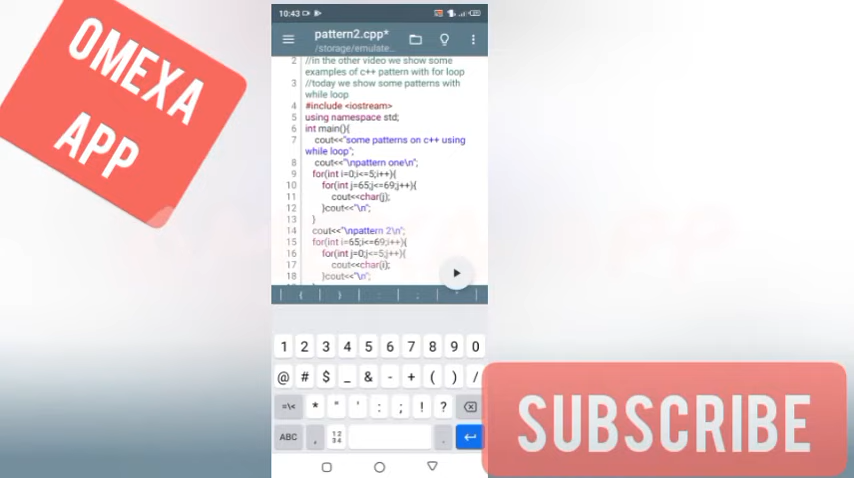 OMEXA
APP
10:43
pattern2.cpp*
/storage/emulate...
2 //in the other video we show some
examples of c++ pattern with for loop
3 //today we show some patterns with
while loop
4 #include <iostream>
5 using namespace std;
6 int main(){
7 cout<<"some patterns on c++ using
while loop";
8 cout<<"\npattern one\n";
9 for(int i=0;i<=5;i++){
10 for(int j=65;j<=69;j++){
11 cout<<char(j);
12 }cout<<"\n";
13 }
14 cout<<"\npattern 2\n";
15 for(int i=65;i<=69;i++){
16 for(int j=0;j<=5;j++){
17 cout<<char(i);
18 }cout<<"\n";
{ } : ; "
1 2 3 4 5 6 7 8 9 0
@ # $ _ & - + ( ) /
=\< * " ' : ; ! ?
ABC , 12 34 .
SUBSCRIBE